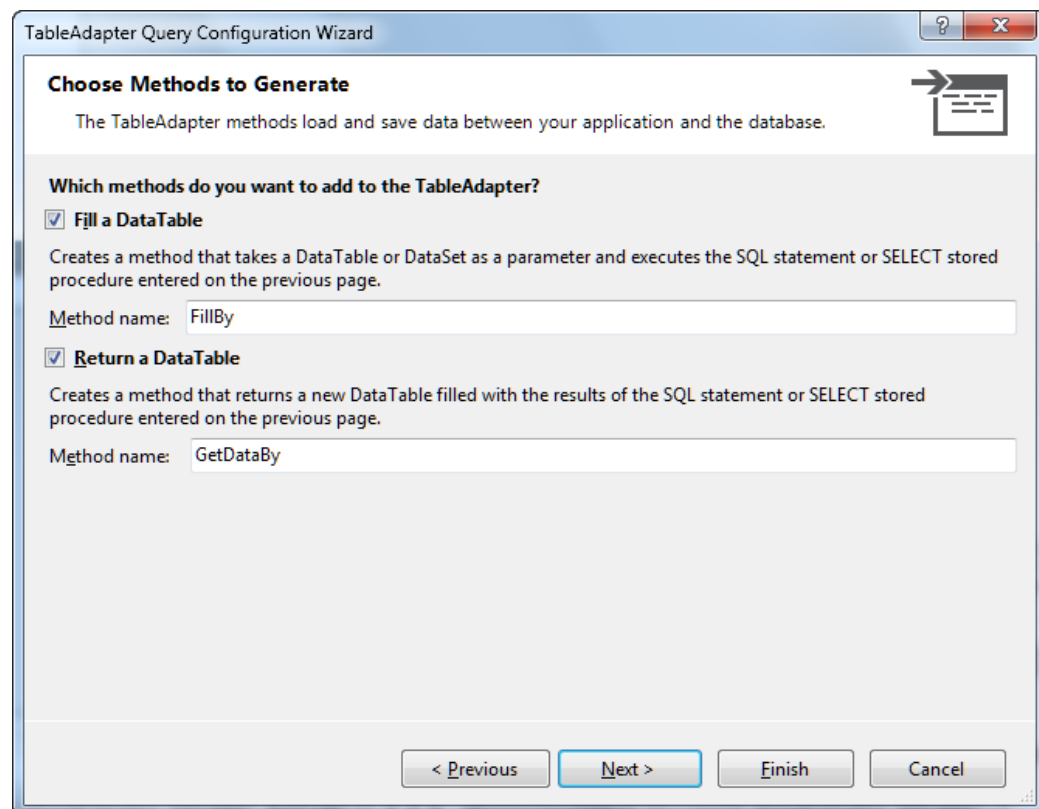 TableAdapter Query Configuration Wizard
Choose Methods to Generate
The TableAdapter methods load and save data between your application and the database.
Which methods do you want to add to the TableAdapter?
Fill a DataTable
Creates a method that takes a DataTable or DataSet as a parameter and executes the SQL statement or SELECT stored
procedure entered on the previous page.
Method name: FillBy
Return a DataTable
Creates a method that returns a new DataTable filled with the results of the SQL statement or SELECT stored
procedure entered on the previous page.
Method name: GetDataBy
< Previous Next > Finish Cancel